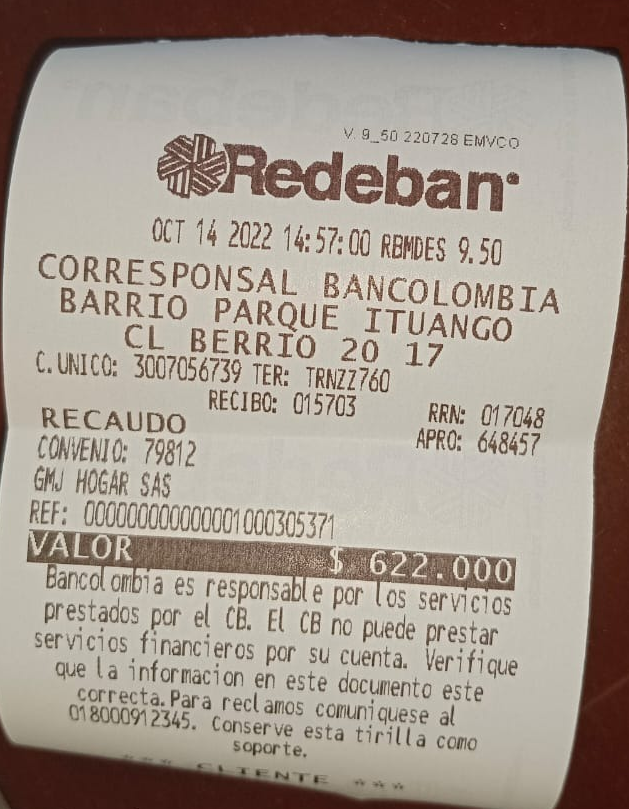 V. 9_50 220728 EMVCO
Redeban
OCT 14 2022 14:57:00 RBMDES 9.50
CORRESPONSAL BANCOLOMBIA
BARRIO PARQUE ITUANGO
CL BERRIO 20 17
C.UNICO: 3007056739 TER: TRNZZ760
RECIBO: 015703 RRN: 017048
RECAUDO APRO: 648457
CONVENIO: 79812
GMJ HOGAR SAS
REF: 000000000000001000305371
VALOR $ 622.000
Bancolombia es responsable por los servicios
prestados por el CB. El CB no puede prestar
servicios financieros por su cuenta. Verifique
que la informacion en este documento este
correcta.Para reclamos comuniquese al
018000912345. Conserve esta tirilla como
soporte.
*** CLIENTE ***